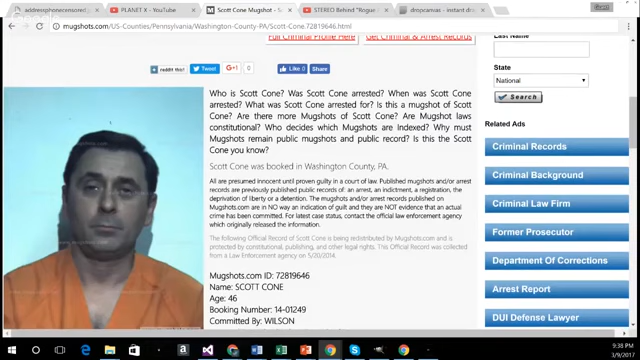 addressphonecensored
PLANET X - YouTube
Scott Cone Mugshot - S
STEREO Behind "Rogue
dropcamias - instant dro
mugshots.com/US-Counties/Pennsylvania/Washington-County-PA/Scott-Cone.72819646.html
Full Criminal Profile Here
Get Criminal & Arrest Records
Last Name
State
National
Search
reddit this!
Tweet
G+1
0
Like 0
Share
Who is Scott Cone? Was Scott Cone arrested? When was Scott Cone
arrested? What was Scott Cone arrested for? Is this a mugshot of Scott
Cone? Are there more Mugshots of Scott Cone? Are Mugshot laws
constitutional? Who decides which Mugshots are Indexed? Why must
Mugshots remain public mugshots and public record? Is this the Scott
Cone you know?
Scott Cone was booked in Washington County, PA.
All are presumed innocent until proven guilty in a court of law. Published mugshots and/or arrest
records are previously published public records of: an arrest, an indictment, a registration, the
deprivation of liberty or a detention. The mugshots and/or arrest records published on
Mugshots.com are in NO way an indication of guilt and they are NOT evidence that an actual
crime has been committed. For latest case status, contact the official law enforcement agency
which originally released the information.
The following Official Record of Scott Cone is being redistributed by Mugshots.com and is
protected by constitutional, publishing, and other legal rights. This Official Record was collected
from a Law Enforcement agency on 5/20/2014.
Mugshots.com ID: 72819646
Name: SCOTT CONE
Age: 46
Booking Number: 14-01249
Committed By: WILSON
Related Ads
Criminal Records
Criminal Background
Criminal Law Firm
Former Prosecutor
Department Of Corrections
Arrest Report
DUI Defense Lawyer
9:38 PM
3/9/2017